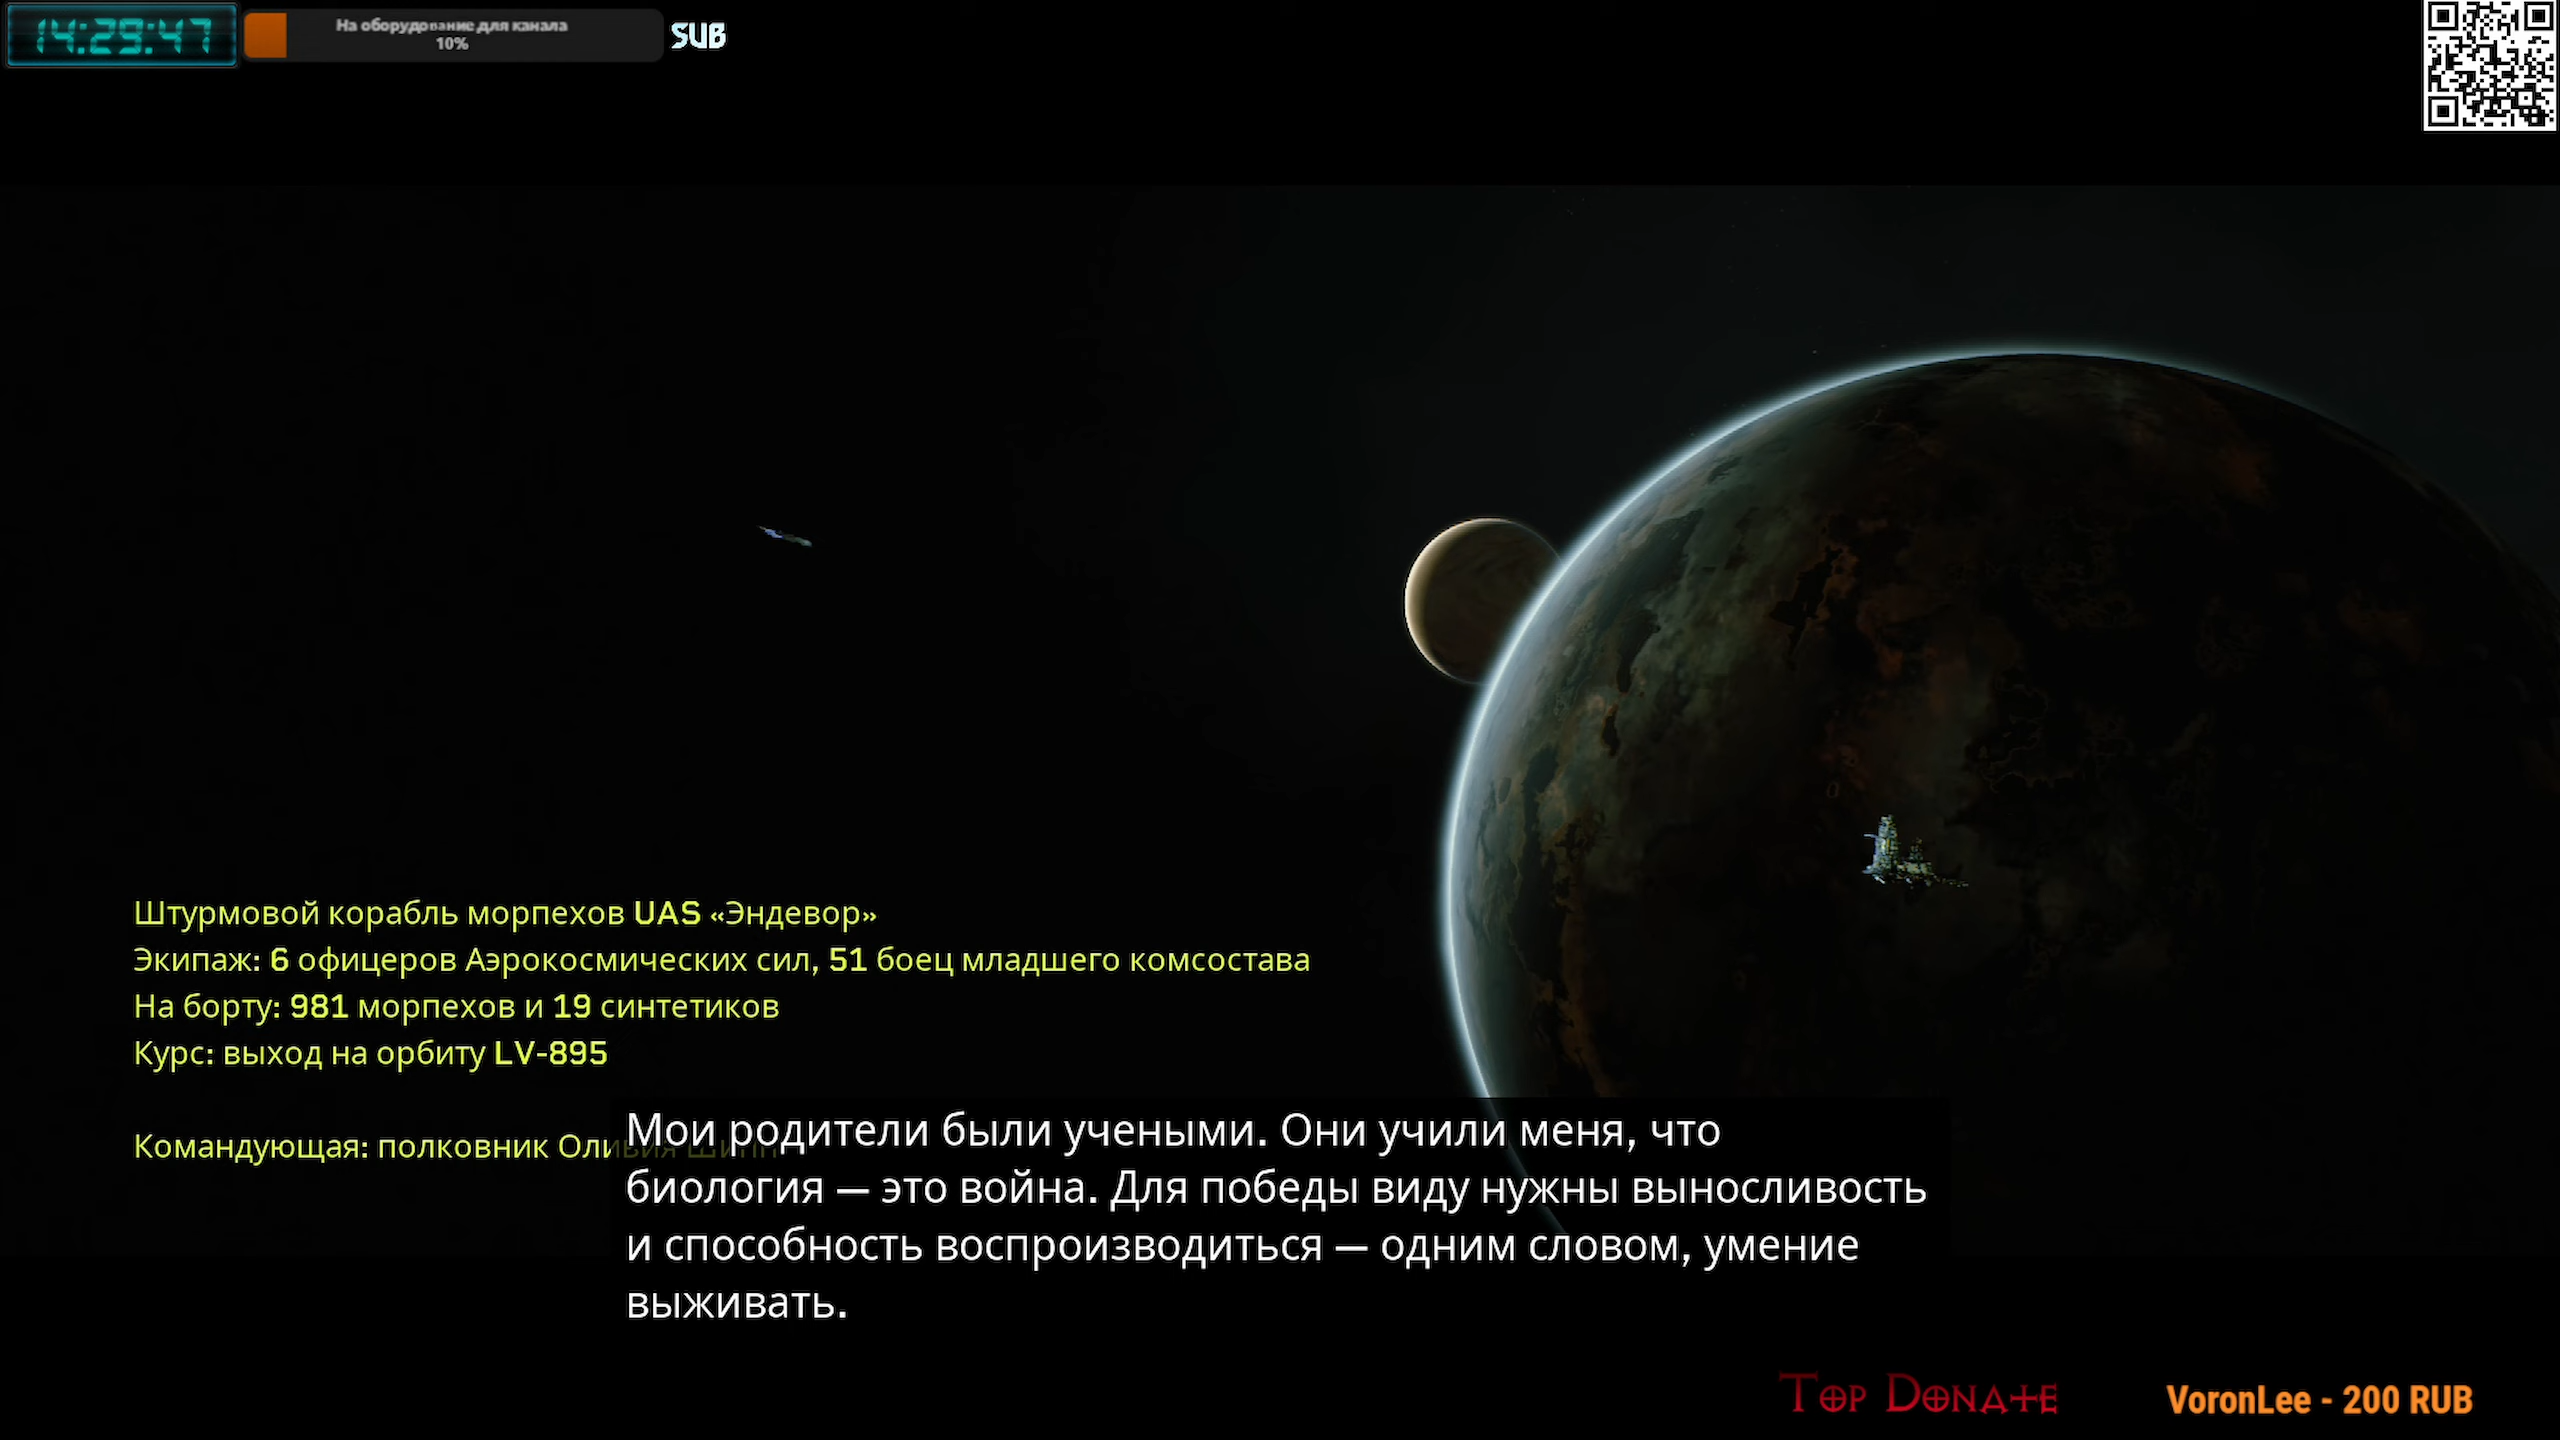 14:29:47
На оборудование для канала
10%
SUB
Штурмовой корабль морпехов UAS «Эндевор»
Экипаж: 6 офицеров Аэрокосмических сил, 51 боец младшего комсостава
На борту: 981 морпехов и 19 синтетиков
Курс: выход на орбиту LV-895
Командующая: полковник Оливия
Мои родители были учеными. Они учили меня, что
биология — это война. Для победы виду нужны выносливость
и способность воспроизводиться — одним словом, умение
выживать.
TOP DONATE
VoronLee - 200 RUB